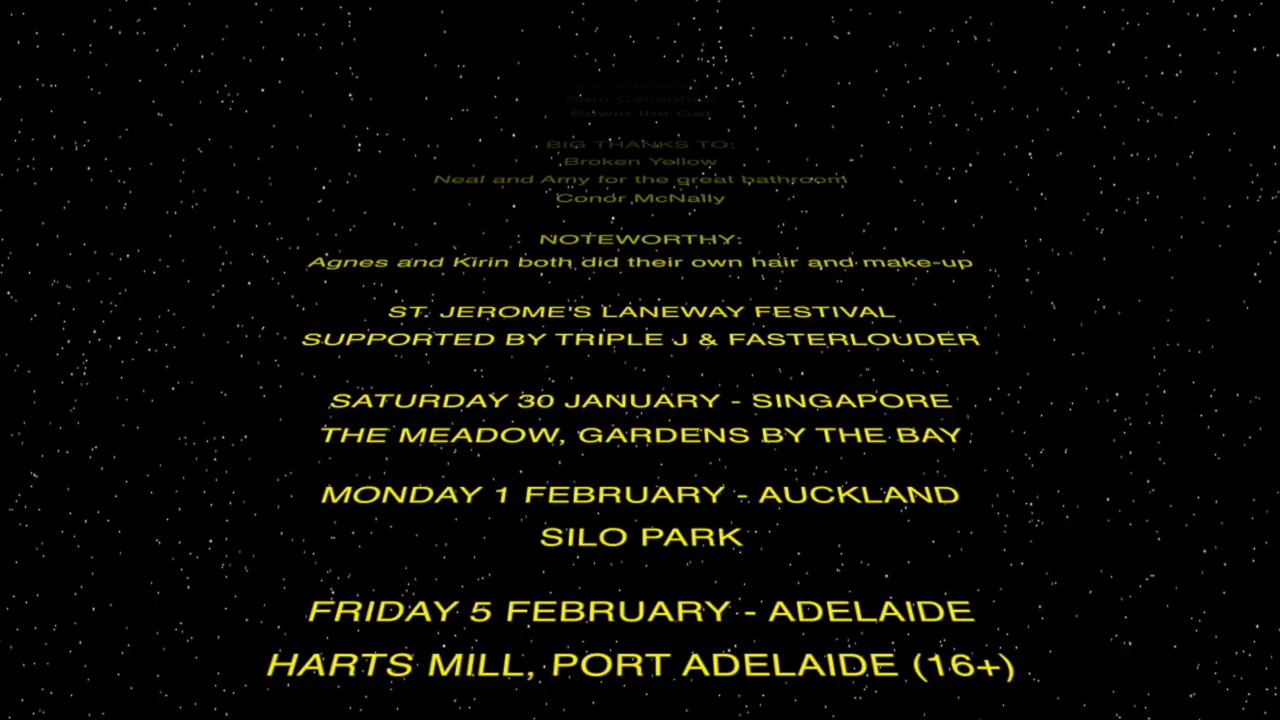 Bowie the Cat
BIG THANKS TO:
Broken Yellow
Neal and Amy for the great bathroom
Conor McNally
NOTEWORTHY:
Agnes and Kirin both did their own hair and make-up
ST. JEROME'S LANEWAY FESTIVAL
SUPPORTED BY TRIPLE J & FASTERLOUDER
SATURDAY 30 JANUARY - SINGAPORE
THE MEADOW, GARDENS BY THE BAY
MONDAY 1 FEBRUARY - AUCKLAND
SILO PARK
FRIDAY 5 FEBRUARY - ADELAIDE
HARTS MILL, PORT ADELAIDE (16+)